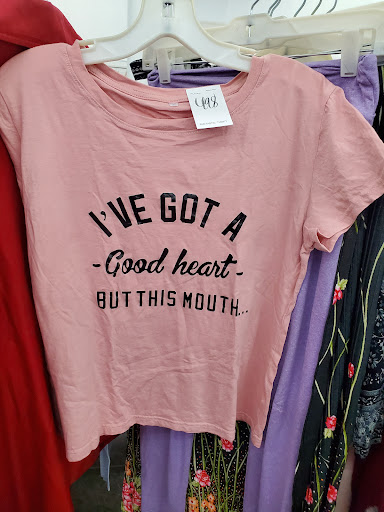 I'VE GOT A
- Good heart -
BUT THIS MOUTH...